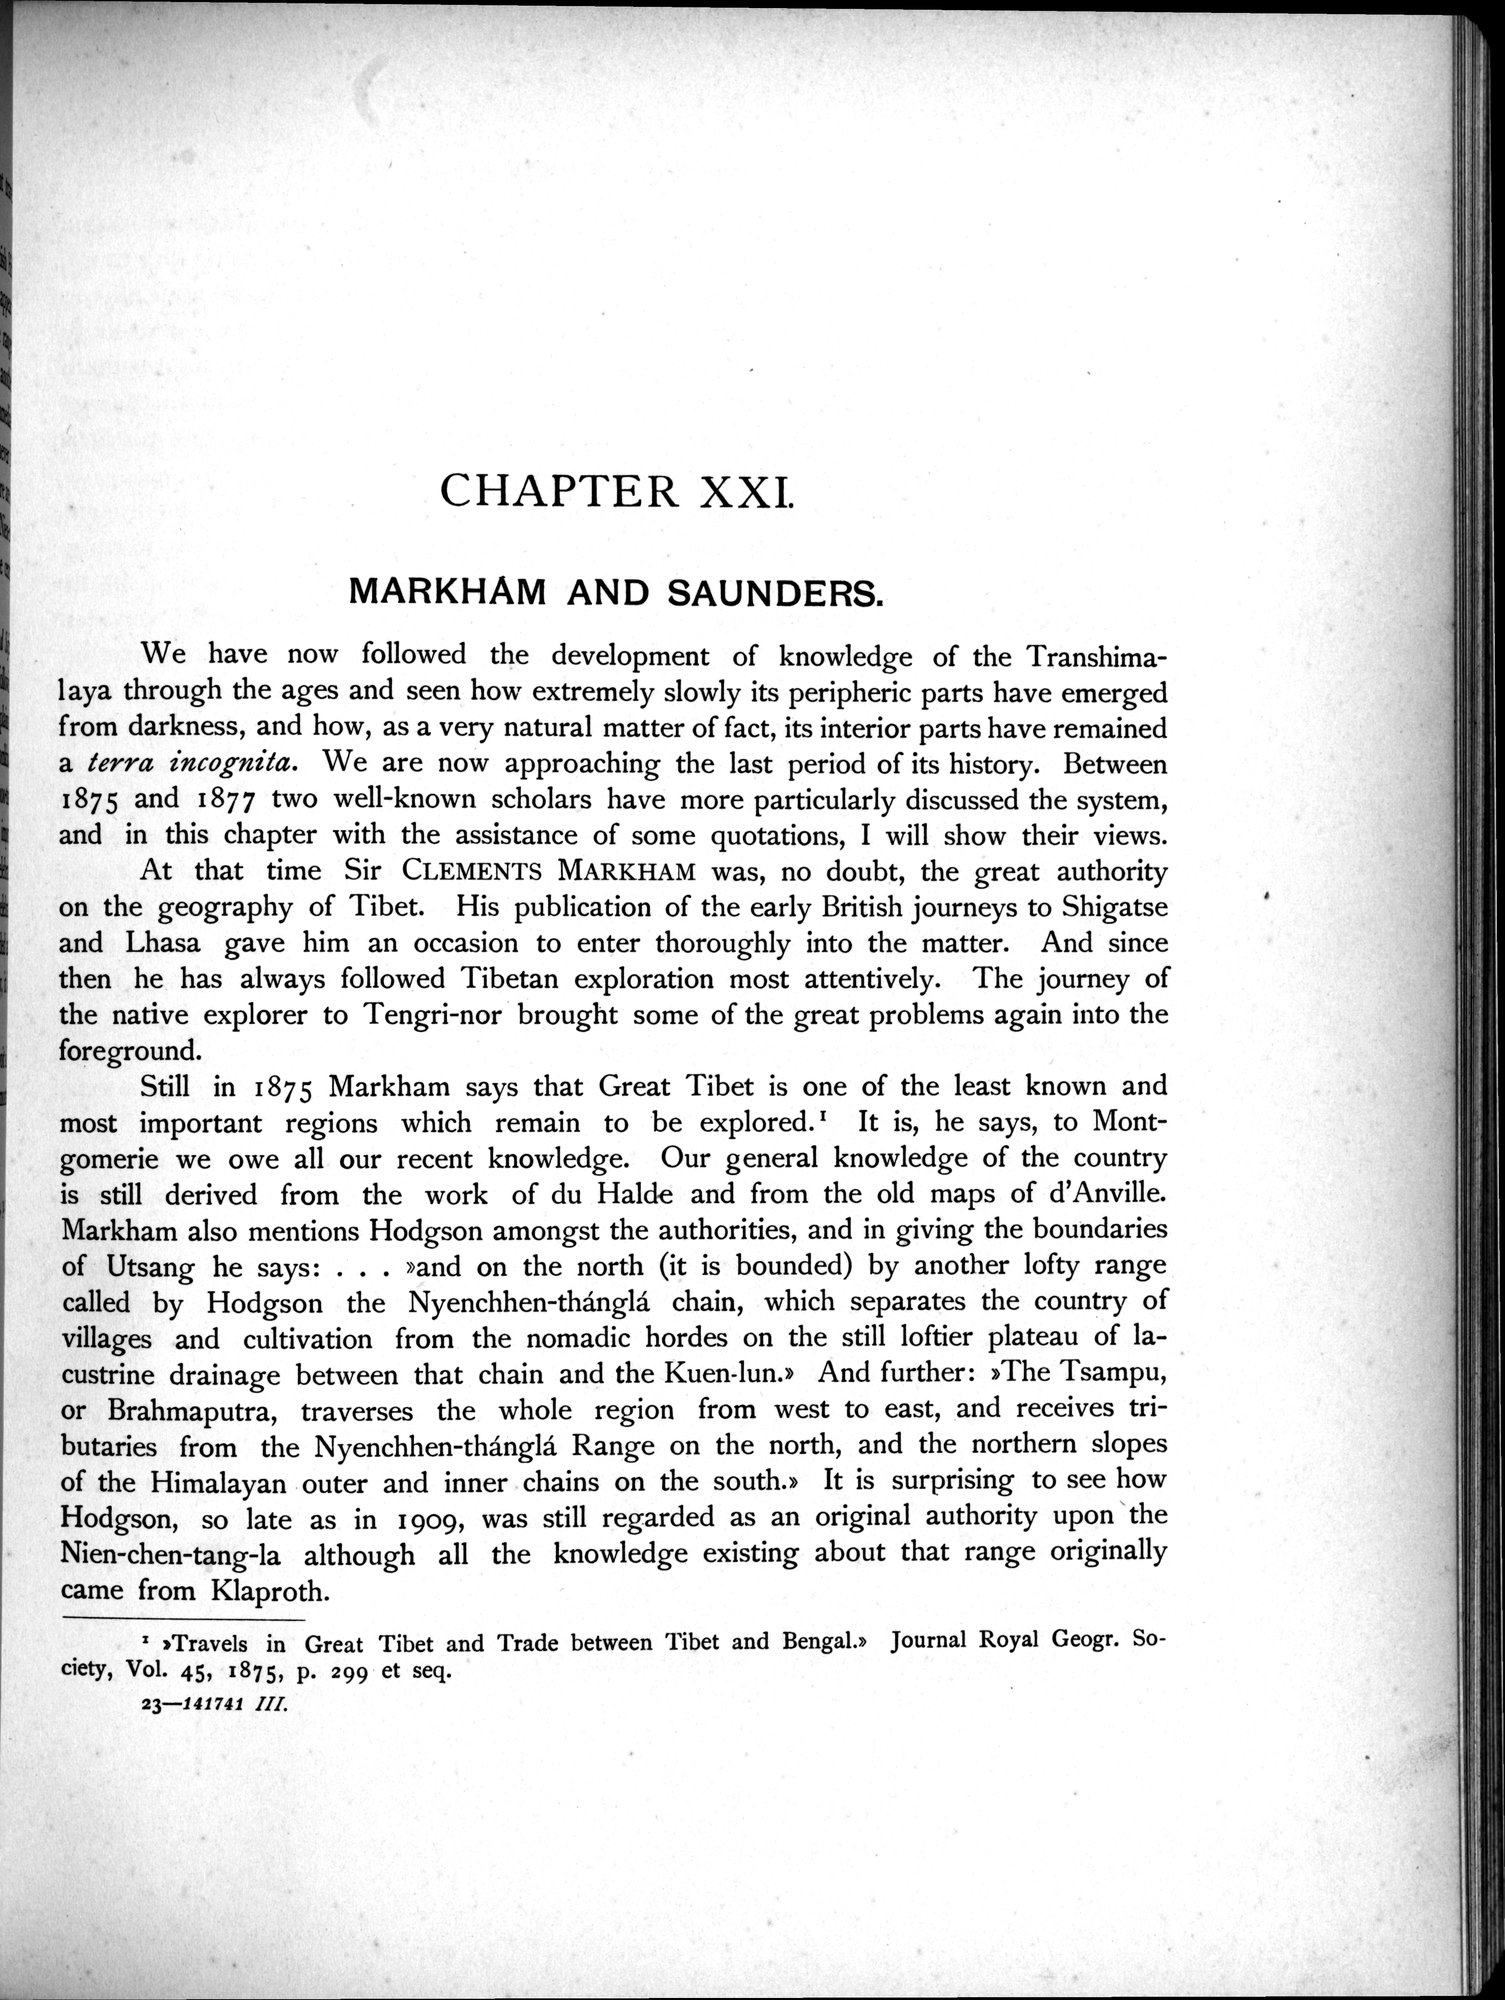 CHAPTER XXI.
MARKHAM AND SAUNDERS.
We have now followed the development of knowledge of the Transhima-
laya through the ages and seen how extremely slowly its peripheric parts have emerged
from darkness, and how, as a very natural matter of fact, its interior parts have remained
a terra incognita. We are now approaching the last period of its history. Between
1875 and 1877 two well-known scholars have more particularly discussed the system,
and in this chapter with the assistance of some quotations, I will show their views.
At that time Sir CLEMENTS MARKHAM was, no doubt, the great authority
on the geography of Tibet. His publication of the early British journeys to Shigatse
and Lhasa gave him an occasion to enter thoroughly into the matter. And since
then he has always followed Tibetan exploration most attentively. The journey of
the native explorer to Tengri-nor brought some of the great problems again into the
foreground.
Still in 1875 Markham says that Great Tibet is one of the least known and
most important regions which remain to be explored.¹ It is, he says, to Mont-
gomerie we owe all our recent knowledge. Our general knowledge of the country
is still derived from the work of du Halde and from the old maps of d'Anville.
Markham also mentions Hodgson amongst the authorities, and in giving the boundaries
of Utsang he says: . . . »and on the north (it is bounded) by another lofty range
called by Hodgson the Nyenchhen-thánglá chain, which separates the country of
villages and cultivation from the nomadic hordes on the still loftier plateau of la-
custrine drainage between that chain and the Kuen-lun.» And further: »The Tsampu,
or Brahmaputra, traverses the whole region from west to east, and receives tri-
butaries from the Nyenchhen-thánglá Range on the north, and the northern slopes
of the Himalayan outer and inner chains on the south.» It is surprising to see how
Hodgson, so late as in 1909, was still regarded as an original authority upon the
Nien-chen-tang-la although all the knowledge existing about that range originally
came from Klaproth.
¹ »Travels in Great Tibet and Trade between Tibet and Bengal.» Journal Royal Geogr. So-
ciety, Vol. 45, 1875, p. 299 et seq.
23—141741 III.